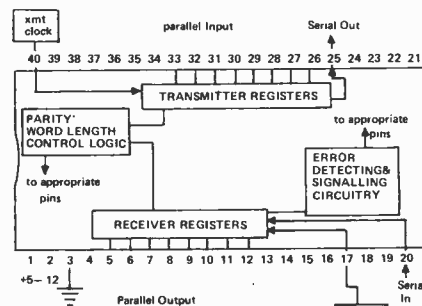 xmt
clock
parallel Input
Serial Out
40 39 38 37 36 35 34 33 32 31 30 29 28 27 26 25 24 23 22 21
TRANSMITTER REGISTERS
PARITY'
WORD LENGTH
CONTROL LOGIC
to appropriate
pins
to appropriate
pins
ERROR
DETECTING&
SIGNALLING
CIRCUITRY
RECEIVER REGISTERS
1 2 3 4 5 6 7 8 9 10 11 12 13 14 15 16 17 18 19 20
+5– 12
Parallel Output
Serial
In